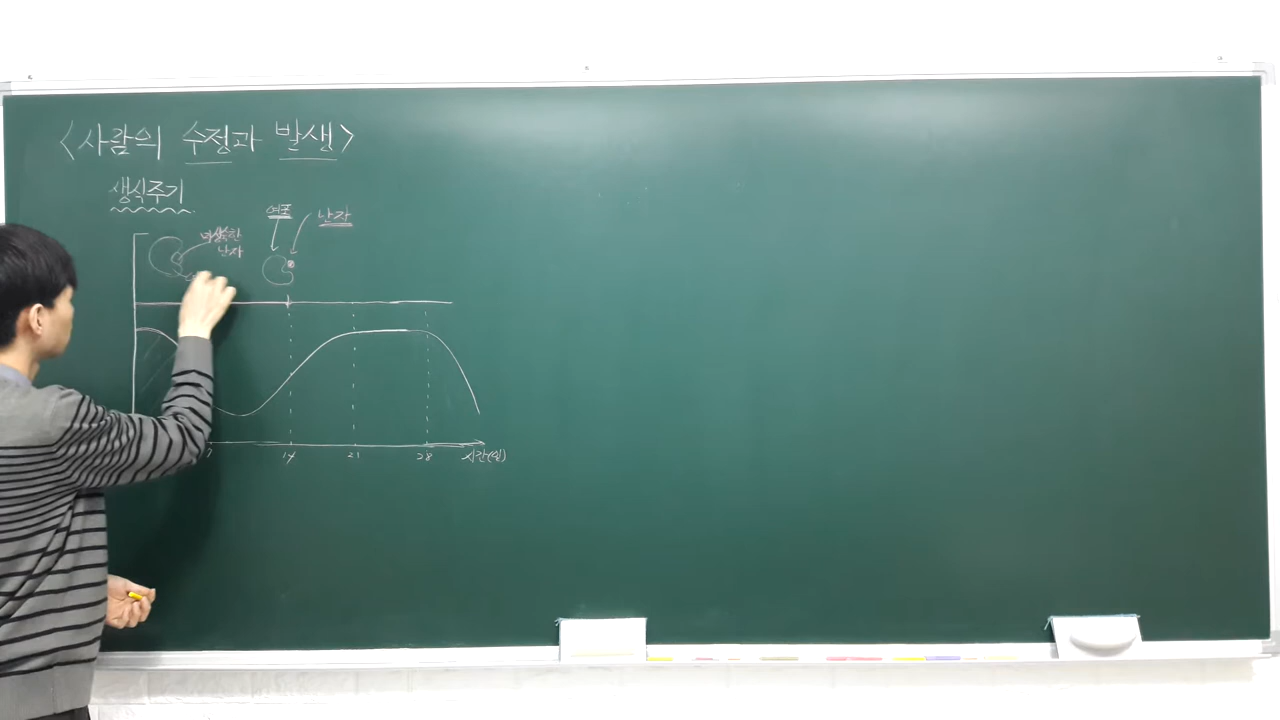 <사람의 수정과 발생>
생식주기
여포 난자
미성숙한
난자
14 21 28 시간(일)